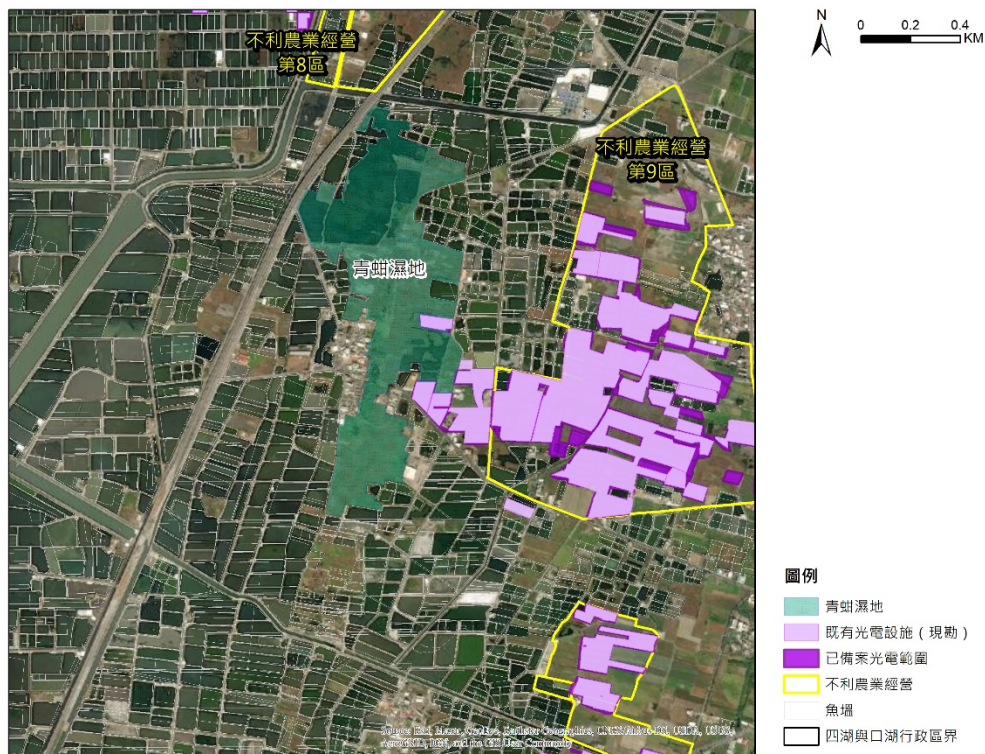 不利農業經營
第8區
N
0 0.2 0.4
KM
不利農業經營
第9區
青蚶濕地
圖例
青蚶濕地
既有光電設施（現勘）
已備案光電範圍
不利農業經營
魚塭
四湖與口湖行政區界
Source: Esri, Maxar, GeoEye, Earthstar Geographics, CNES/Airbus DS, USDA, USGS,
AeroGRID, IGN, and the GIS User Community